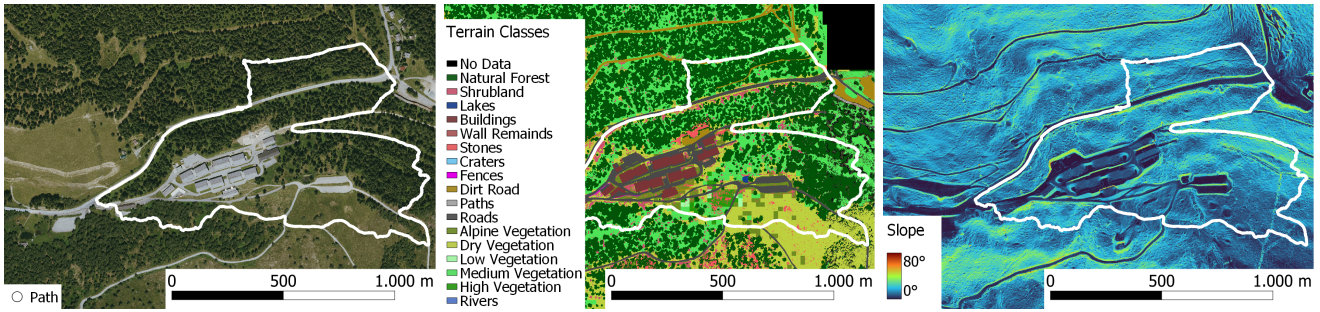 Path
0 500 1.000 m
Terrain Classes
No Data
Natural Forest
Shrubland
Lakes
Buildings
Wall Remainds
Stones
Craters
Fences
Dirt Road
Paths
Roads
Alpine Vegetation
Dry Vegetation
Low Vegetation
Medium Vegetation
High Vegetation
Rivers
0 500 1.000 m
Slope
80°
0°
0 500 1.000 m